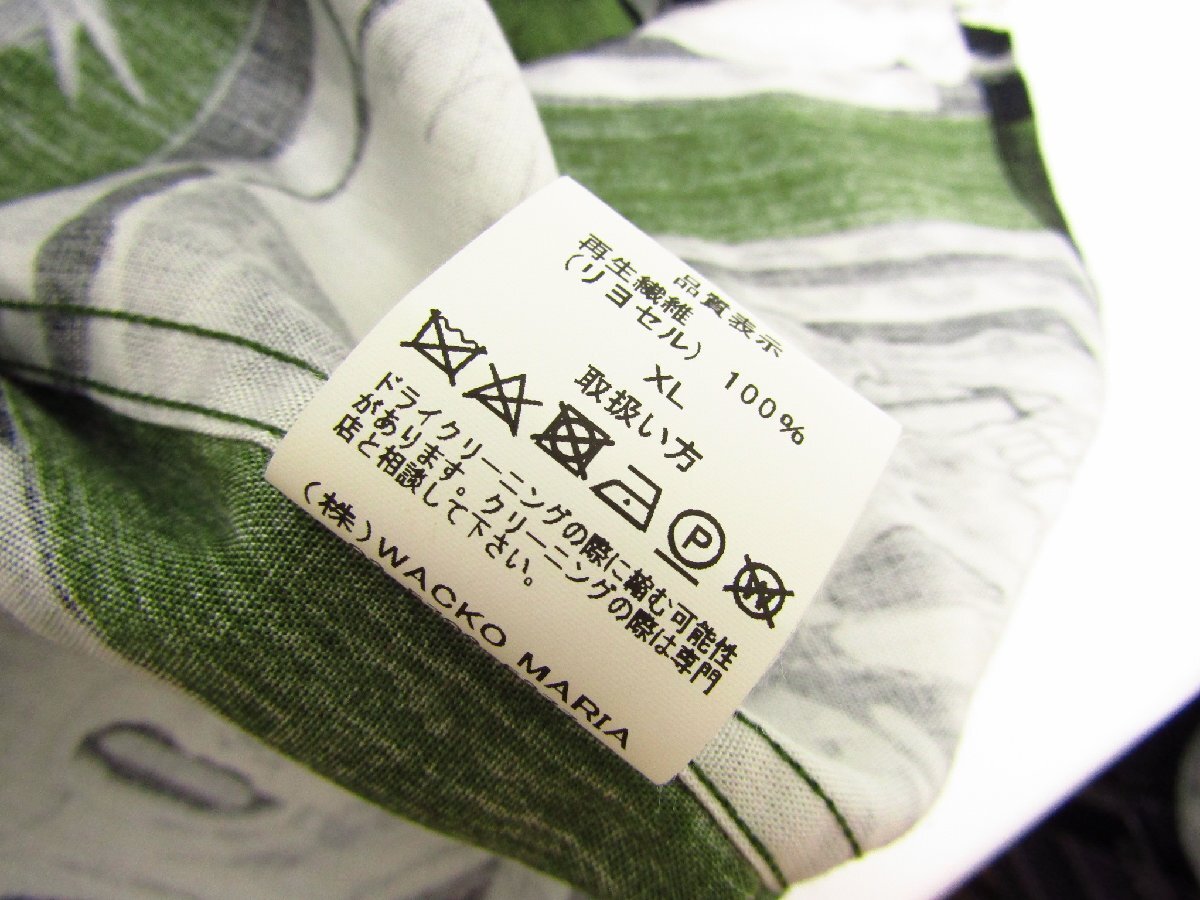 品質表示
再生繊維
(リヨセル) 100%
XL
取扱い方
P
W
ドライクリーニングの際に縮む可能性
があります。クリーニングの際は専門
店と相談して下さい。
(株)WACKO MARIA